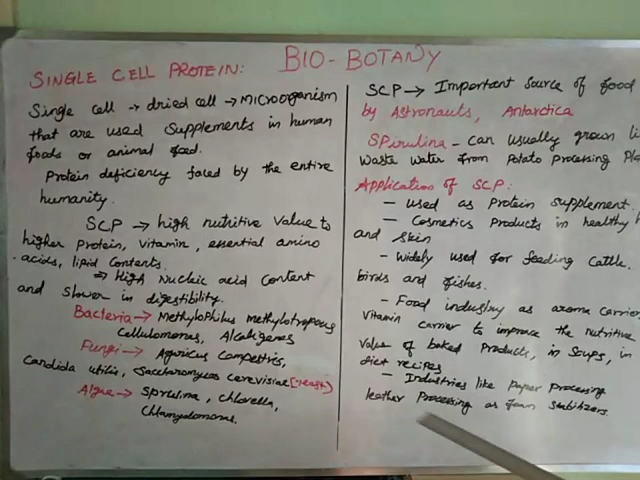 BIO-BOTANY
SINGLE CELL PROTEIN:
Single cell → dried cell → Microorganism
that are used Supplements in human
foods or animal feed.
Protein deficiency faced by the entire
humanity.
SCP → high nutritive value to
higher Protein, vitamin, essential amino
acids, lipid contents.
⇒ High Nucleic acid content
and slower in digestibility.
Bacteria → Methylophilus methylotropous
Cellulomonas, Alcaligenes
Fungi → Agaricus campestris,
Candida utilis, Saccharomyces cerevisiae (yeast)
Algae → Spirulina, chlorella,
Chlamydomonas.
SCP → Important Source of food
by Astronauts, Antarctica
Spirulina - can usually grown li
Waste water from Potato processing Pla
Application of SCP:
- used as Protein supplement.
- Cosmetics Products in healthy h
and skin
- Widely used for feeding cattle.
birds and fishes.
- Food industry as aroma carrier
vitamin carrier to improve the nutritive
value of baked Products, in Soups, in
diet recipes
- Industries like Paper Processing
leather Processing as foam stabilizers.